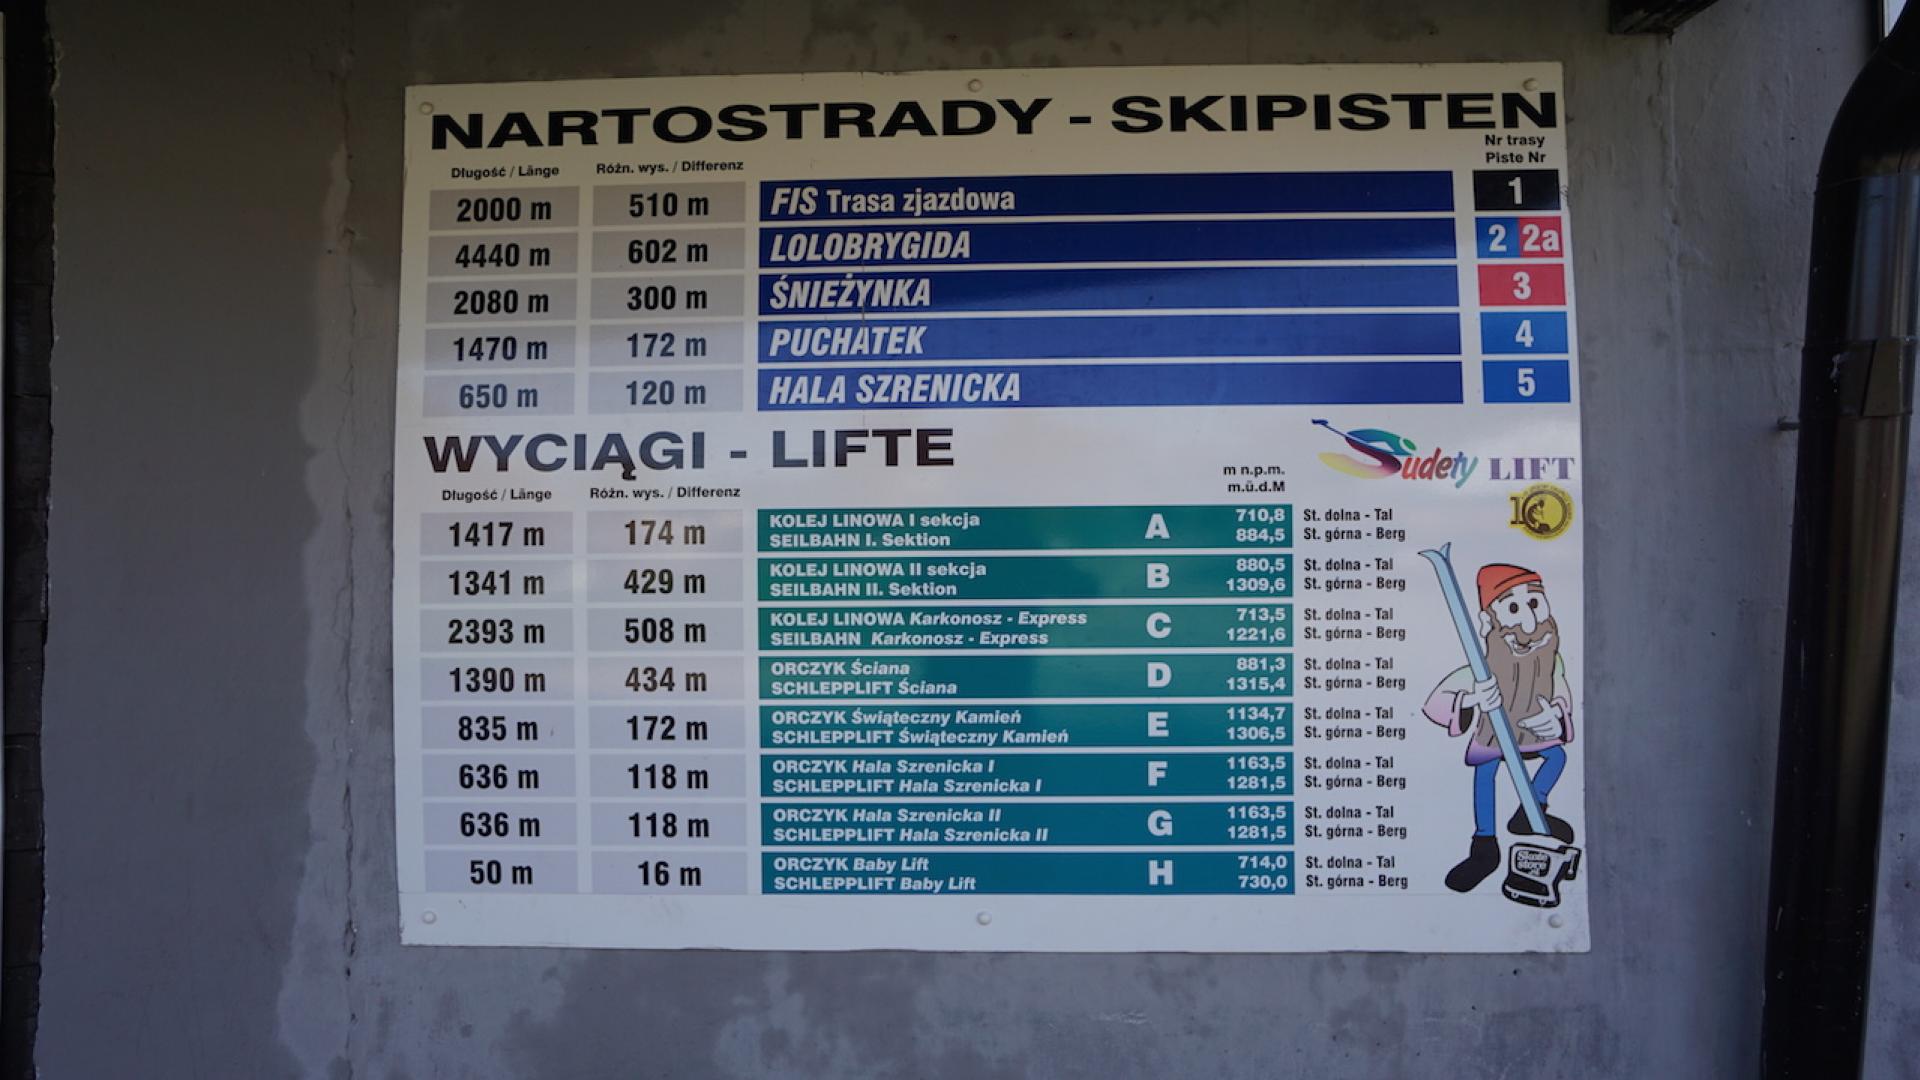 NARTOSTRADY - SKIPISTEN
Długość / Länge Różn. wys. / Differenz Nr trasy
Piste Nr
2000 m 510 m FIS Trasa zjazdowa 1
4440 m 602 m LOLOBRYGIDA 2 2a
2080 m 300 m ŚNIEŻYNKA 3
1470 m 172 m PUCHATEK 4
650 m 120 m HALA SZRENICKA 5
WYCIĄGI - LIFTE
Sudety LIFT
Długość / Länge Różn. wys. / Differenz m n.p.m.
m.ü.d.M
1417 m 174 m KOLEJ LINOWA I sekcja A 710,8 St. dolna - Tal
SEILBAHN I. Sektion 884,5 St. górna - Berg
1341 m 429 m KOLEJ LINOWA II sekcja B 880,5 St. dolna - Tal
SEILBAHN II. Sektion 1309,6 St. górna - Berg
2393 m 508 m KOLEJ LINOWA Karkonosz - Express C 713,5 St. dolna - Tal
SEILBAHN Karkonosz - Express 1221,6 St. górna - Berg
1390 m 434 m ORCZYK Ściana D 881,3 St. dolna - Tal
SCHLEPPLIFT Ściana 1315,4 St. górna - Berg
835 m 172 m ORCZYK Świąteczny Kamień E 1134,7 St. dolna - Tal
SCHLEPPLIFT Świąteczny Kamień 1306,5 St. górna - Berg
636 m 118 m ORCZYK Hala Szrenicka I F 1163,5 St. dolna - Tal
SCHLEPPLIFT Hala Szrenicka I 1281,5 St. górna - Berg
636 m 118 m ORCZYK Hala Szrenicka II G 1163,5 St. dolna - Tal
SCHLEPPLIFT Hala Szrenicka II 1281,5 St. górna - Berg
50 m 16 m ORCZYK Baby Lift H 714,0 St. dolna - Tal
SCHLEPPLIFT Baby Lift 730,0 St. górna - Berg
Skate
store